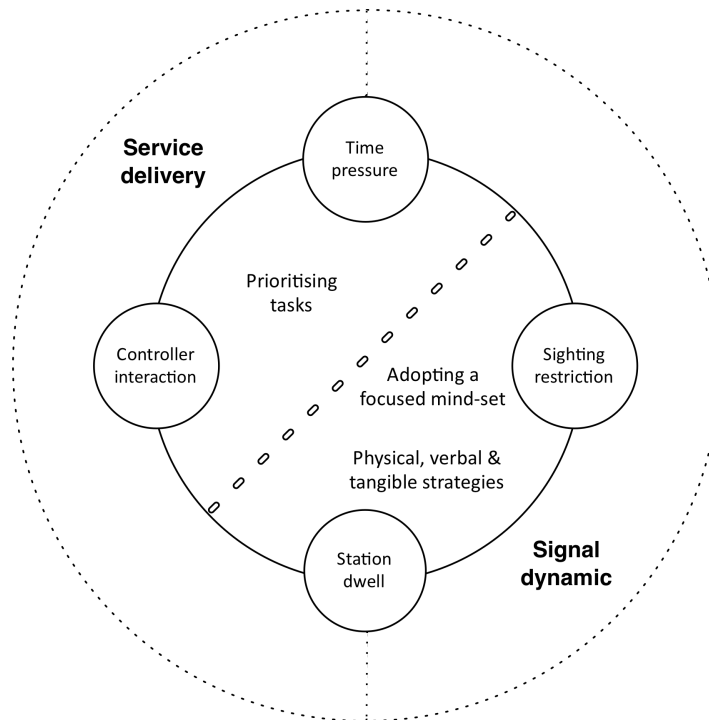 Time
pressure
Service
delivery
Prioritising
tasks
Controller
interaction
Sighting
restriction
Adopting a
focused mind-set
Physical, verbal &
tangible strategies
Station
dwell
Signal
dynamic